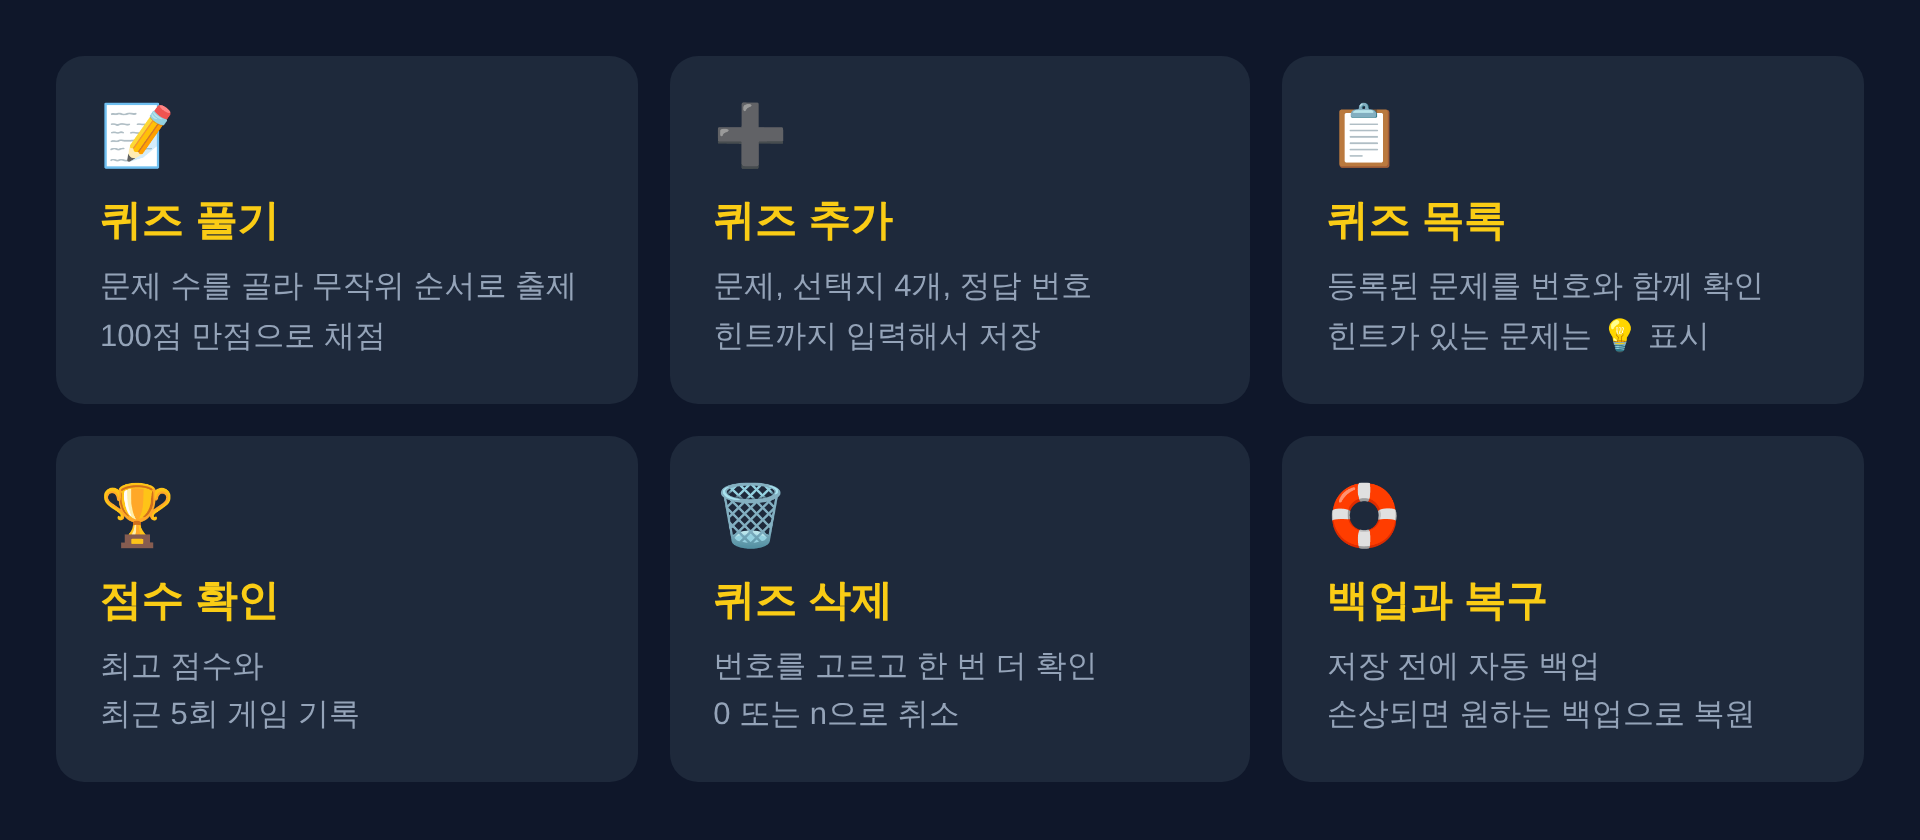 퀴즈 풀기
문제 수를 골라 무작위 순서로 출제
100점 만점으로 채점
퀴즈 추가
문제, 선택지 4개, 정답 번호
힌트까지 입력해서 저장
퀴즈 목록
등록된 문제를 번호와 함께 확인
힌트가 있는 문제는 💡 표시
점수 확인
최고 점수와
최근 5회 게임 기록
퀴즈 삭제
번호를 고르고 한 번 더 확인
0 또는 n으로 취소
백업과 복구
저장 전에 자동 백업
손상되면 원하는 백업으로 복원